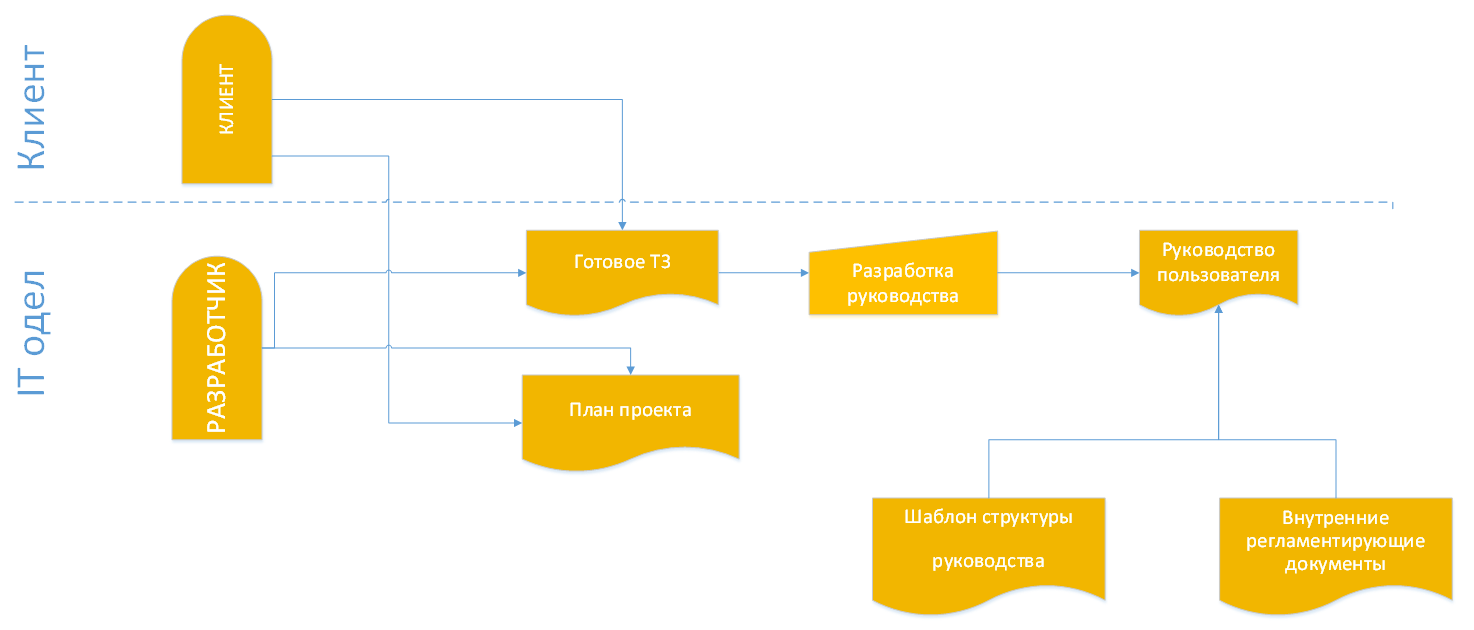 Клиент
КЛИЕНТ
IT одел
РАЗРАБОТЧИК
Готовое ТЗ
Разработка
руководства
Руководство
пользователя
План проекта
Шаблон структуры
руководства
Внутренние
регламентирующие
документы